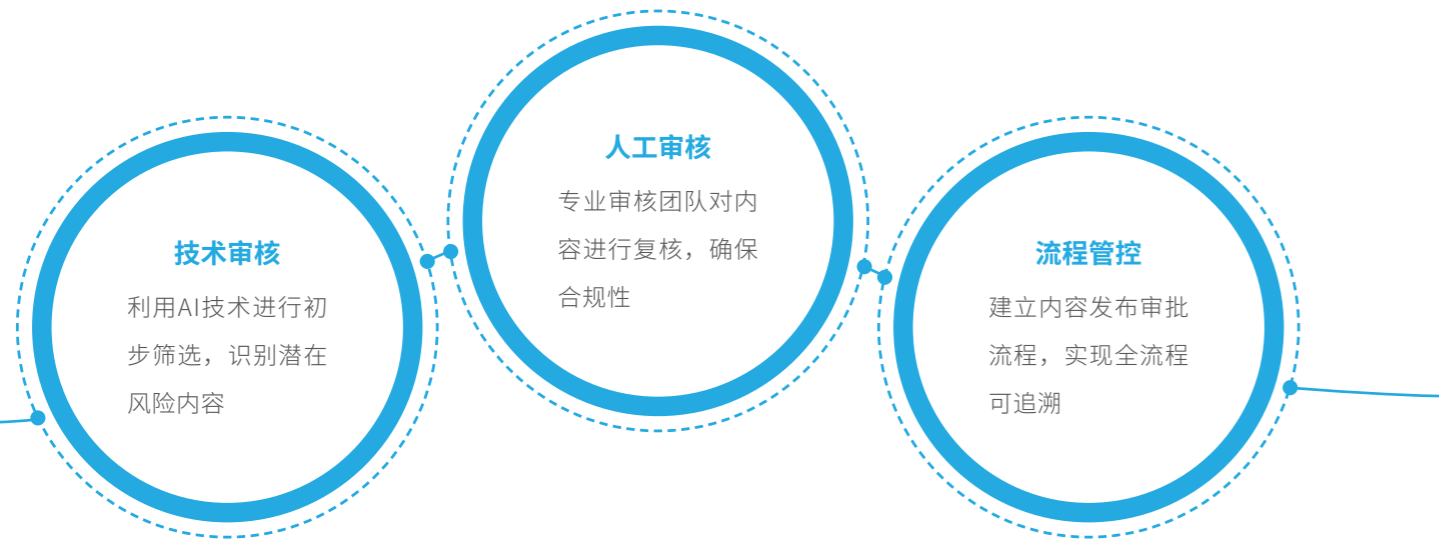 技术审核
利用AI技术进行初
步筛选，识别潜在
风险内容
人工审核
专业审核团队对内
容进行复核，确保
合规性
流程管控
建立内容发布审批
流程，实现全流程
可追溯